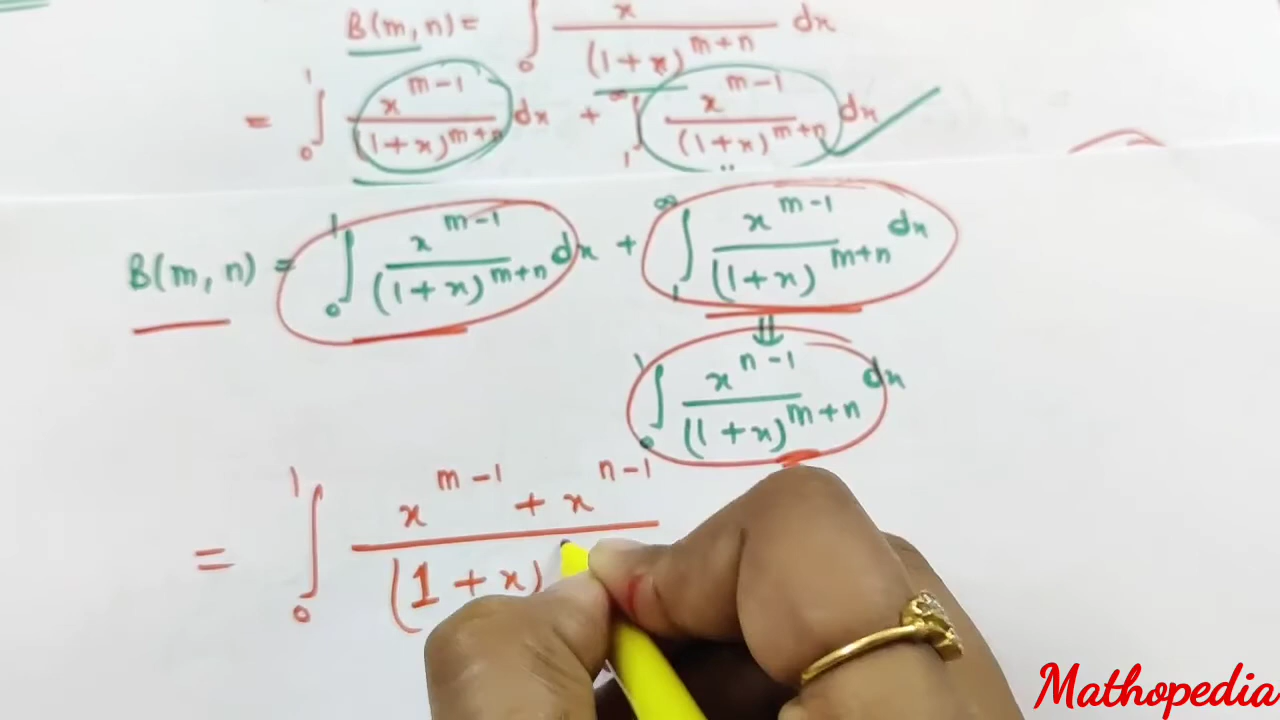 B(m, n) = ∫₀ x / (1+x)^(m+n) dx
= ∫₀¹ x^(m-1) / (1+x)^(m+n) dx + ∫₁^∞ x^(m-1) / (1+x)^(m+n) dx
B(m, n) = ∫₀¹ x^(m-1) / (1+x)^(m+n) dx + ∫₁^∞ x^(m-1) / (1+x)^(m+n) dx
⇓
∫₀¹ x^(n-1) / (1+x)^(m+n) dx
= ∫₀¹ x^(m-1) + x^(n-1) / (1+x)
Mathopedia